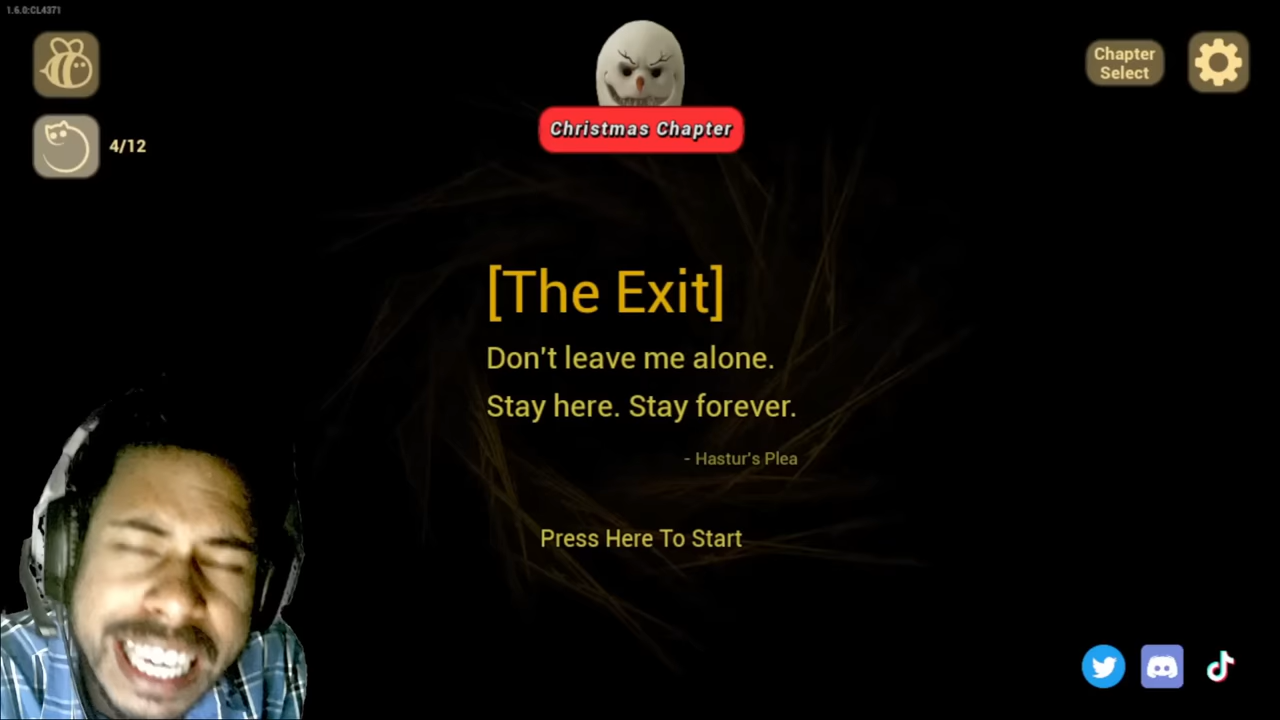 1.6.0:CL4371
Christmas Chapter
Chapter
Select
4/12
[The Exit]
Don't leave me alone.
Stay here. Stay forever.
- Hastur's Plea
Press Here To Start